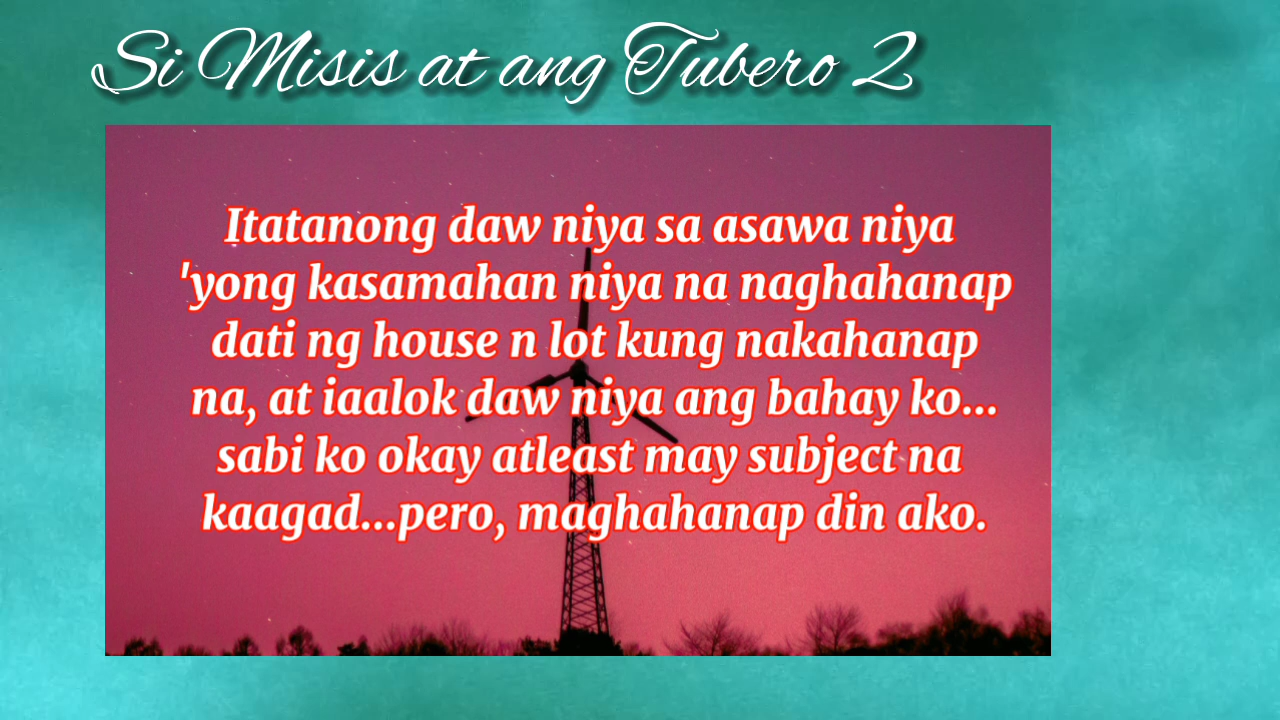 Si Misis at ang Tubero 2
Itatanong daw niya sa asawa niya
'yong kasamahan niya na naghahanap
dati ng house n lot kung nakahanap
na, at iaalok daw niya ang bahay ko...
sabi ko okay atleast may subject na
kaagad...pero, maghahanap din ako.